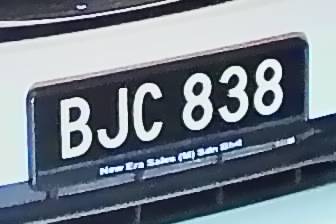 BJC 838
New Era Sales (M) Sdn Bhd